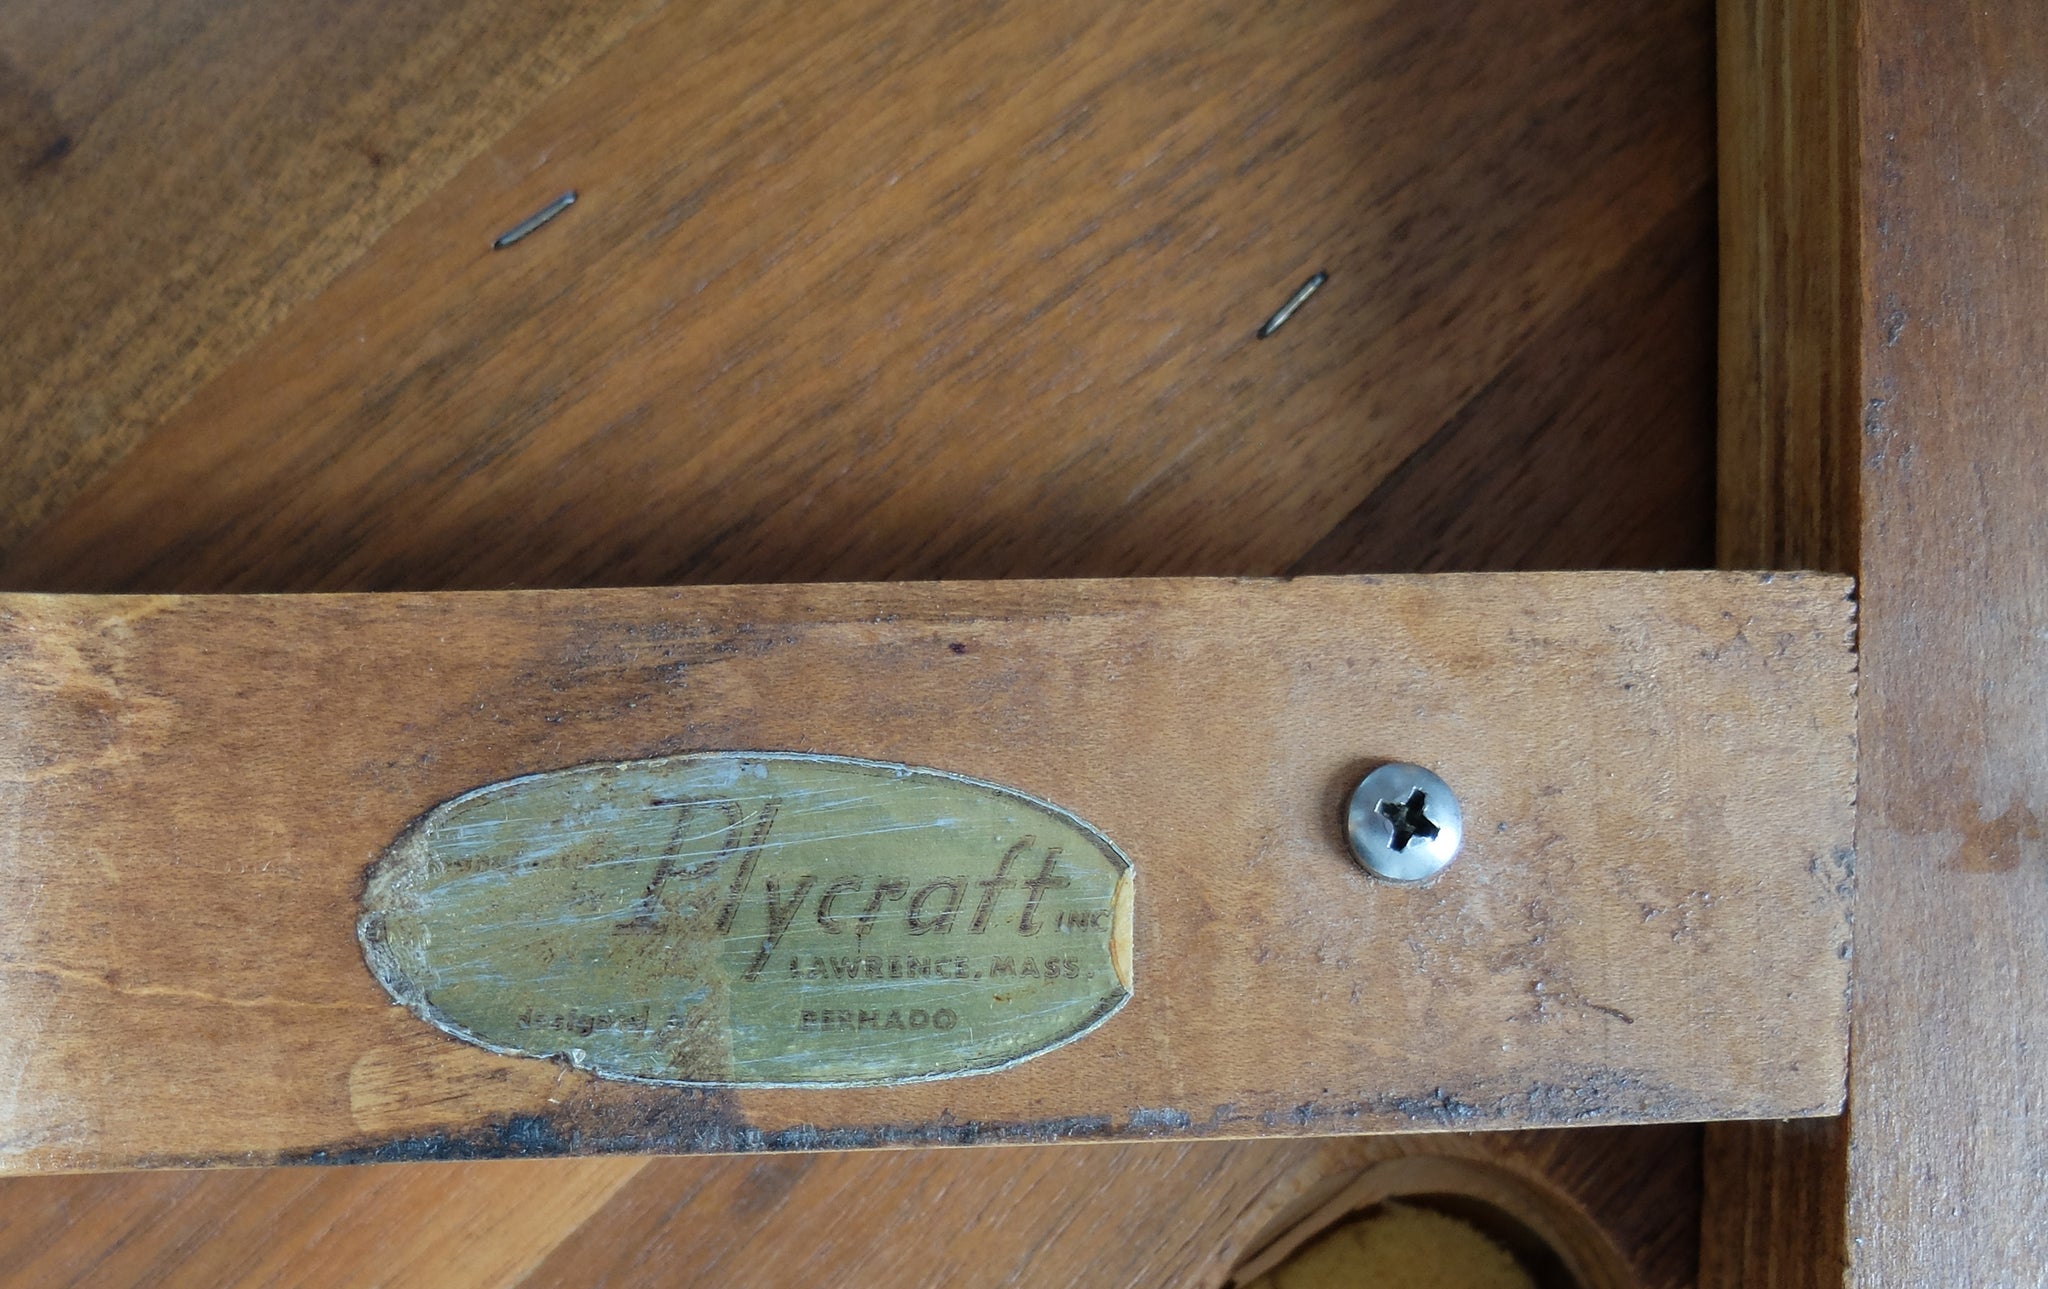 Plycraft INC
LAWRENCE, MASS.
designed by BERNADO